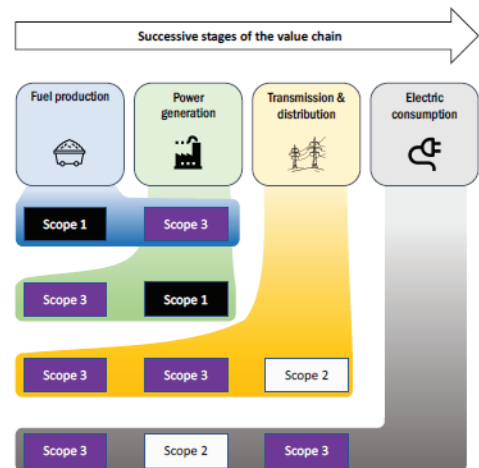 Successive stages of the value chain
Fuel production
Power
generation
Transmission &
distribution
Electric
consumption
Scope 1
Scope 3
Scope 3
Scope 1
Scope 3
Scope 3
Scope 2
Scope 3
Scope 2
Scope 3